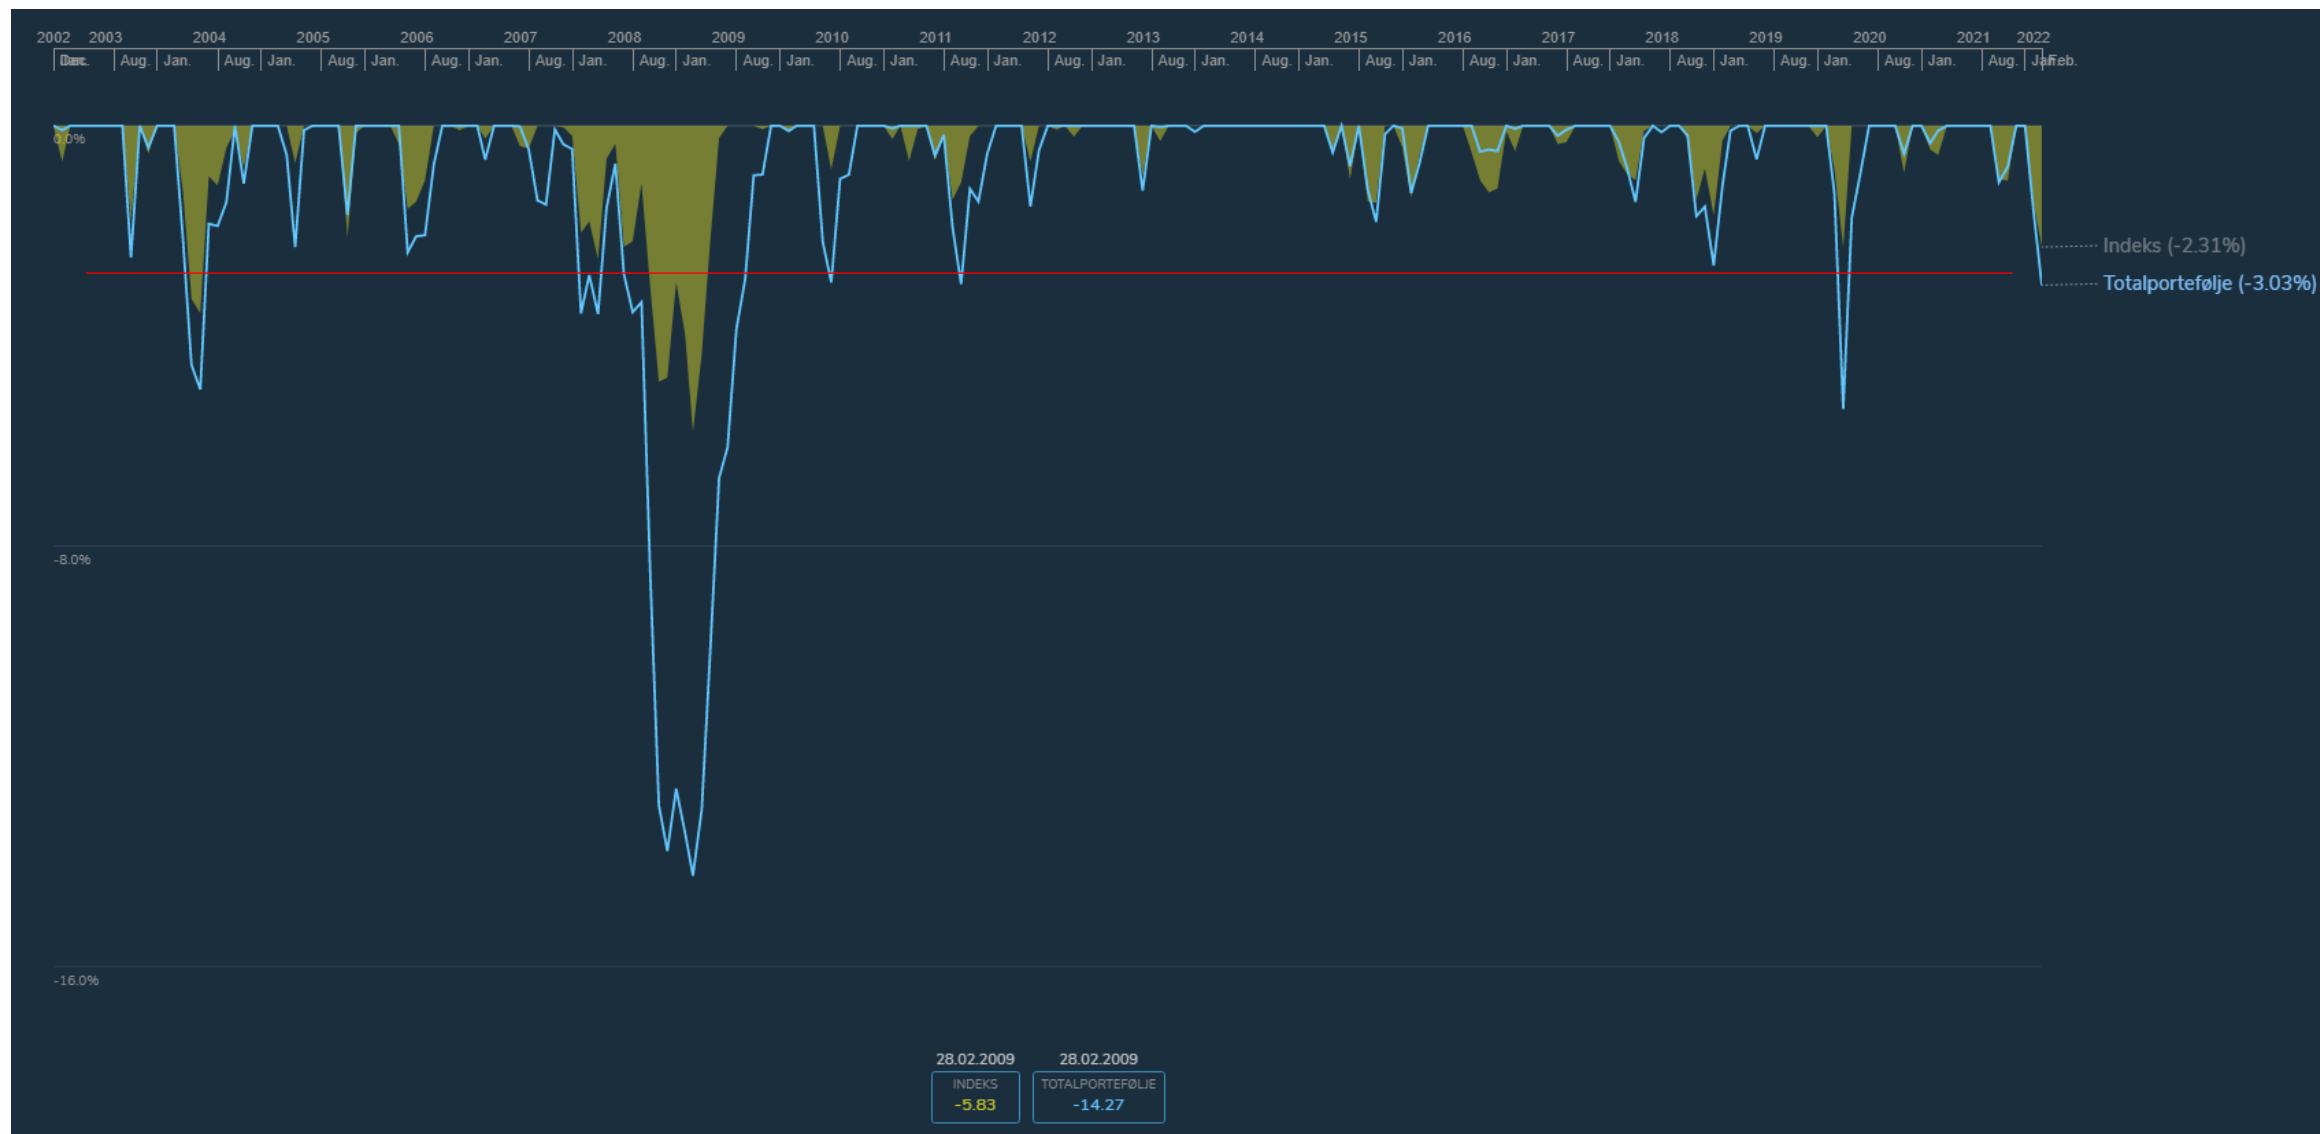 2002 2003 2004 2005 2006 2007 2008 2009 2010 2011 2012 2013 2014 2015 2016 2017 2018 2019 2020 2021 2022
Dec. Aug. Jan. Aug. Jan. Aug. Jan. Aug. Jan. Aug. Jan. Aug. Jan. Aug. Jan. Aug. Jan. Aug. Jan. Aug. Jan. Aug. Jan. Aug. Jan. Aug. Jan. Aug. Jan. Aug. Jan. Aug. Jan. Aug. Jan. Aug. Jan. Aug. Jan. Aug. Jan. Feb.
0.0%
Indeks (-2.31%)
Totalportefølje (-3.03%)
-8.0%
-16.0%
28.02.2009 28.02.2009
INDEKS TOTALPORTEFØLJE
-5.83 -14.27